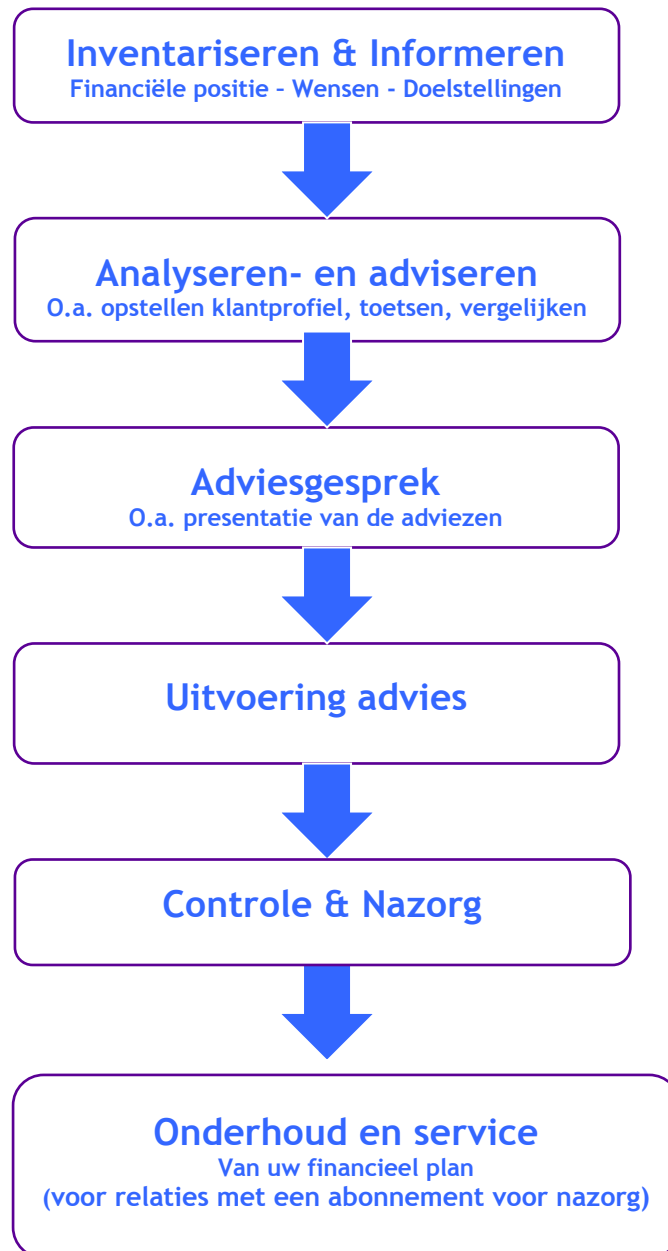 Inventariseren & Informeren
Financiële positie – Wensen - Doelstellingen
Analyseren- en adviseren
O.a. opstellen klantprofiel, toetsen, vergelijken
Adviesgesprek
O.a. presentatie van de adviezen
Uitvoering advies
Controle & Nazorg
Onderhoud en service
Van uw financieel plan
(voor relaties met een abonnement voor nazorg)